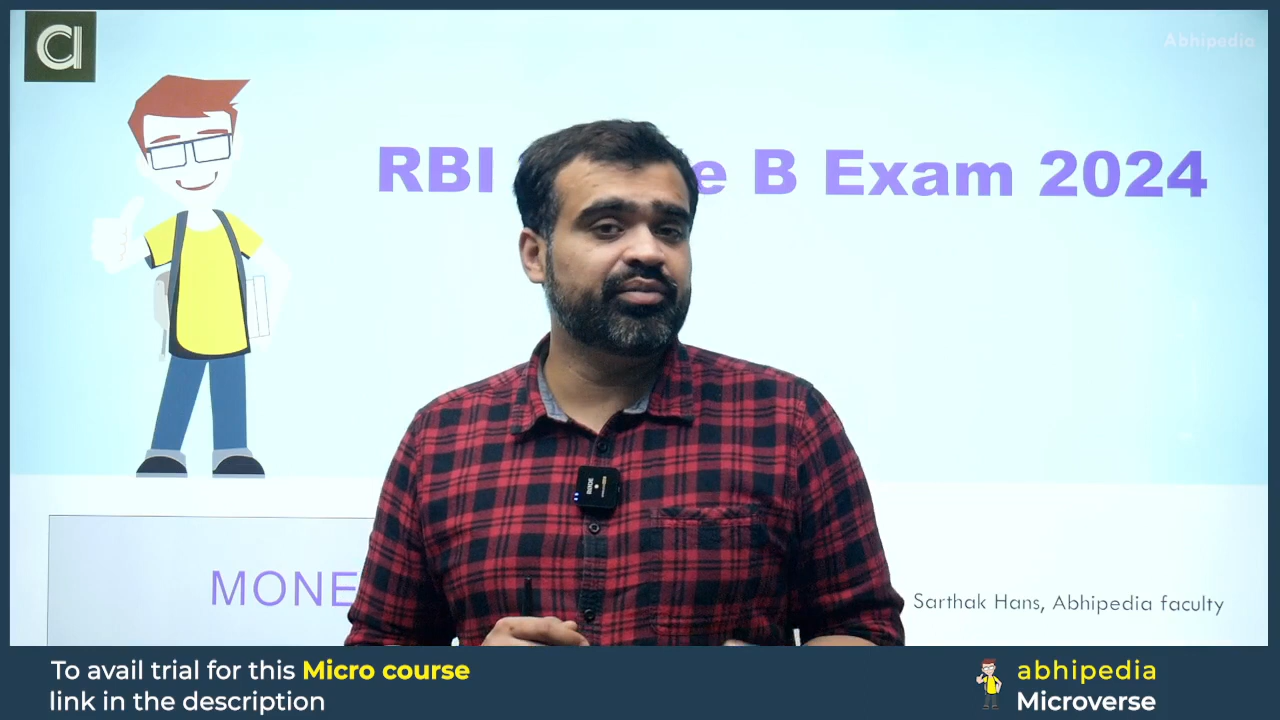 Abhipedia
RBI e B Exam 2024
MONE
Sarthak Hans, Abhipedia faculty
To avail trial for this Micro course
link in the description
abhipedia
Microverse